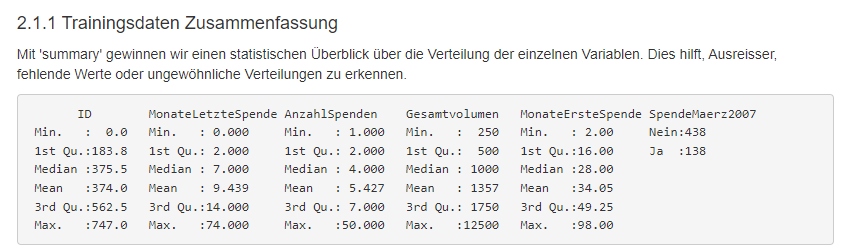 2.1.1 Trainingsdaten Zusammenfassung
Mit 'summary' gewinnen wir einen statistischen Überblick über die Verteilung der einzelnen Variablen. Dies hilft, Ausreisser,
fehlende Werte oder ungewöhnliche Verteilungen zu erkennen.
      ID        MonateLetzteSpende AnzahlSpenden    Gesamtvolumen   MonateErsteSpende SpendeMaerz2007
Min.   :  0.0   Min.   : 0.000     Min.   : 1.000   Min.   :  250   Min.   : 2.00     Nein:438
1st Qu.:183.8   1st Qu.: 2.000     1st Qu.: 2.000   1st Qu.:  500   1st Qu.:16.00     Ja  :138
Median :375.5   Median : 7.000     Median : 4.000   Median : 1000   Median :28.00
Mean   :374.0   Mean   : 9.439     Mean   : 5.427   Mean   : 1357   Mean   :34.05
3rd Qu.:562.5   3rd Qu.:14.000     3rd Qu.: 7.000   3rd Qu.: 1750   3rd Qu.:49.25
Max.   :747.0   Max.   :74.000     Max.   :50.000   Max.   :12500   Max.   :98.00